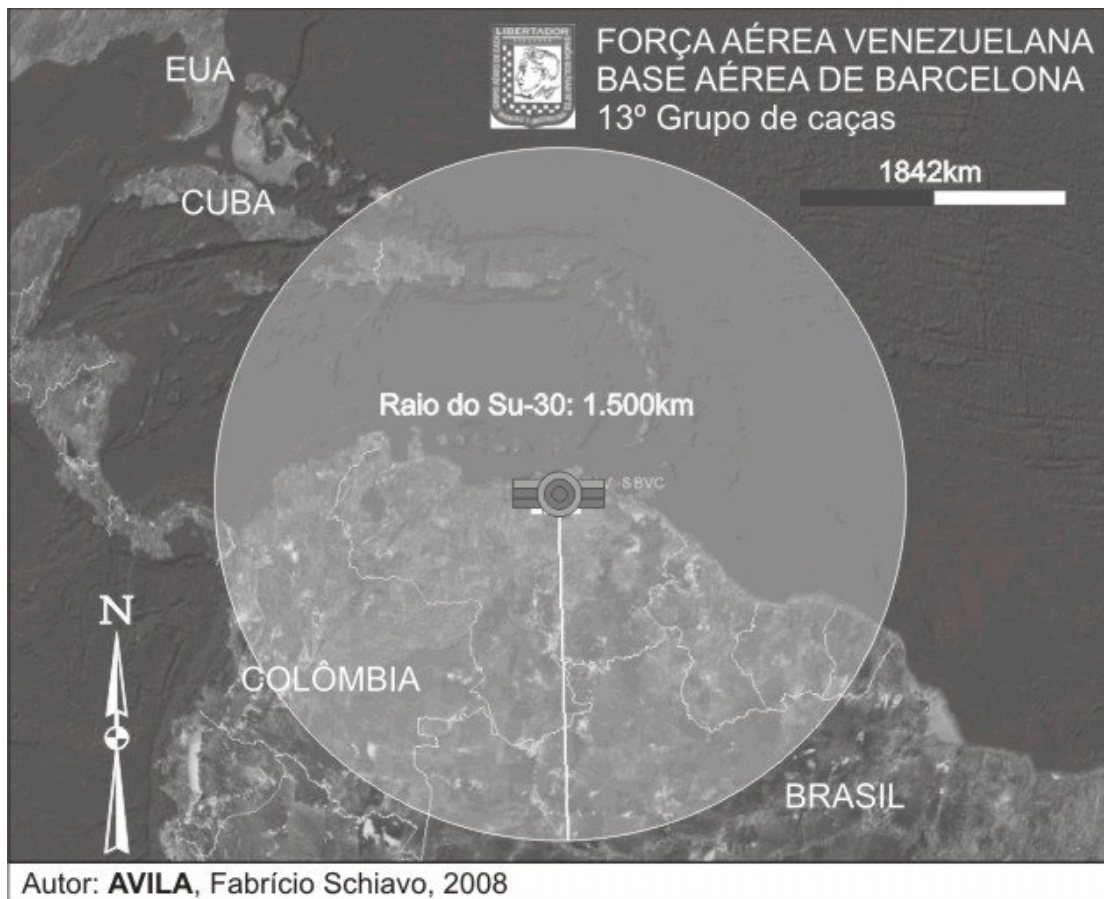 FORÇA AÉREA VENEZUELANA
BASE AÉREA DE BARCELONA
13º Grupo de caças
LIBERTADOR
EUA
1842km
CUBA
Raio do Su-30: 1.500km
SBVC
N
COLÔMBIA
BRASIL
Autor: AVILA, Fabrício Schiavo, 2008